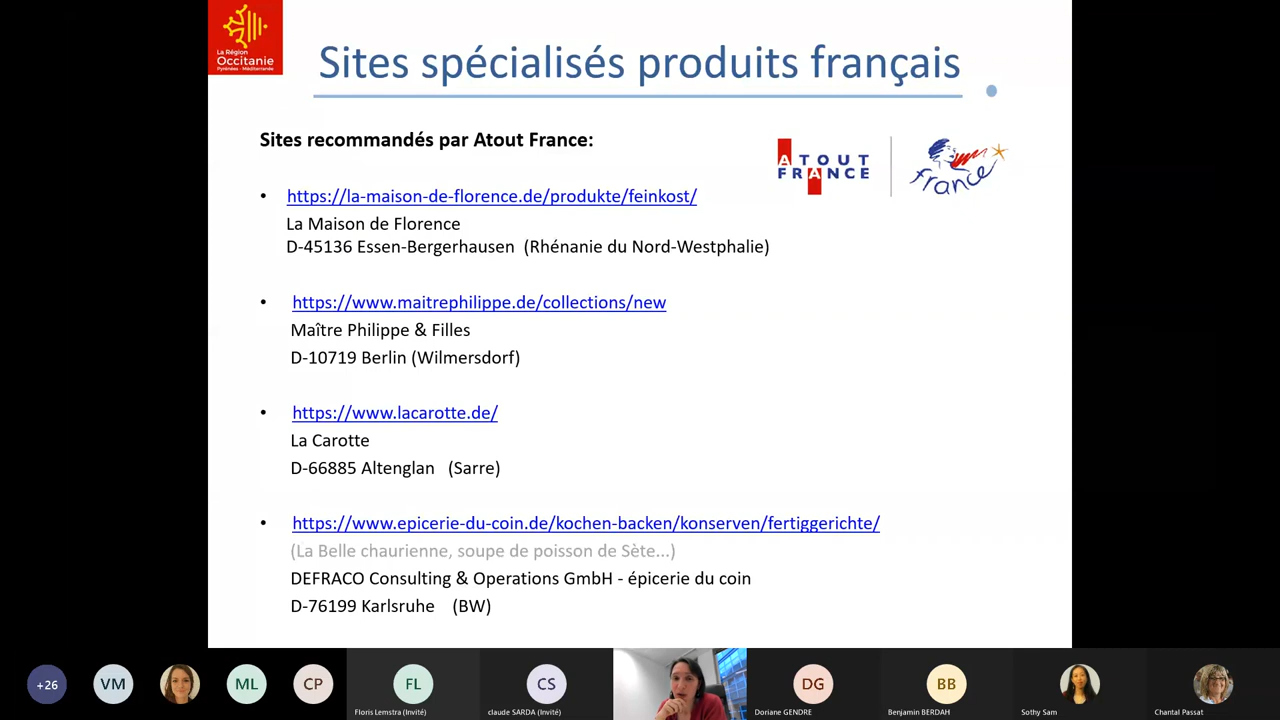 La Région
Occitanie
Pyrénées - Méditerranée
Sites spécialisés produits français
Sites recommandés par Atout France:
ATOUT
FRANCE
france
• https://la-maison-de-florence.de/produkte/feinkost/
La Maison de Florence
D-45136 Essen-Bergerhausen (Rhénanie du Nord-Westphalie)
• https://www.maitrephilippe.de/collections/new
Maître Philippe & Filles
D-10719 Berlin (Wilmersdorf)
• https://www.lacarotte.de/
La Carotte
D-66885 Altenglan (Sarre)
• https://www.epicerie-du-coin.de/kochen-backen/konserven/fertiggerichte/
(La Belle chaurienne, soupe de poisson de Sète...)
DEFRACO Consulting & Operations GmbH - épicerie du coin
D-76199 Karlsruhe (BW)
+26
VM
ML
CP
FL
CS
DG
BB
Floris Lemstra (Invité)
claude SARDA (Invité)
Doriane GENDRE
Benjamin BERDAH
Sothy Sam
Chantal Passat